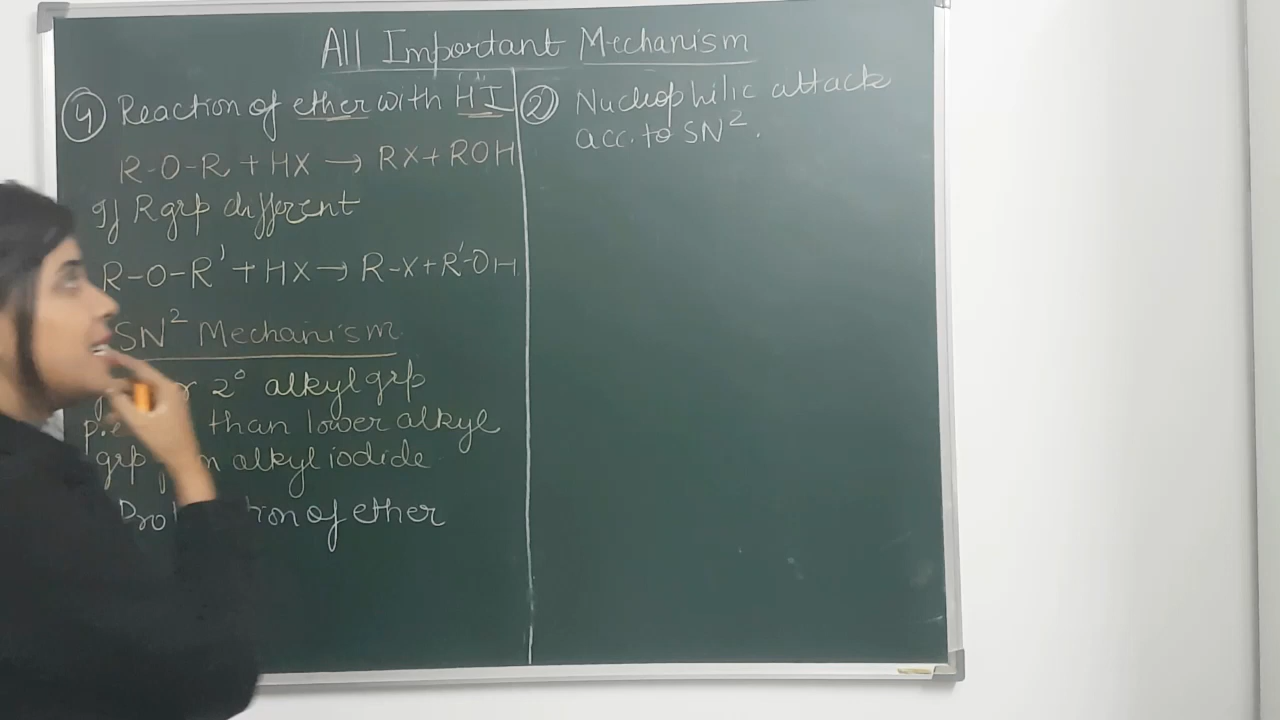 All Important Mechanism
④ Reaction of ether with HI
R-O-R + HX → RX + ROH
If R grp different
R-O-R' + HX → R-X + R'-OH
SN² Mechanism
2° alkyl grp
than lower alkyl
grp alkyl iodide
of ether
② Nucleophilic attack
acc. to SN².